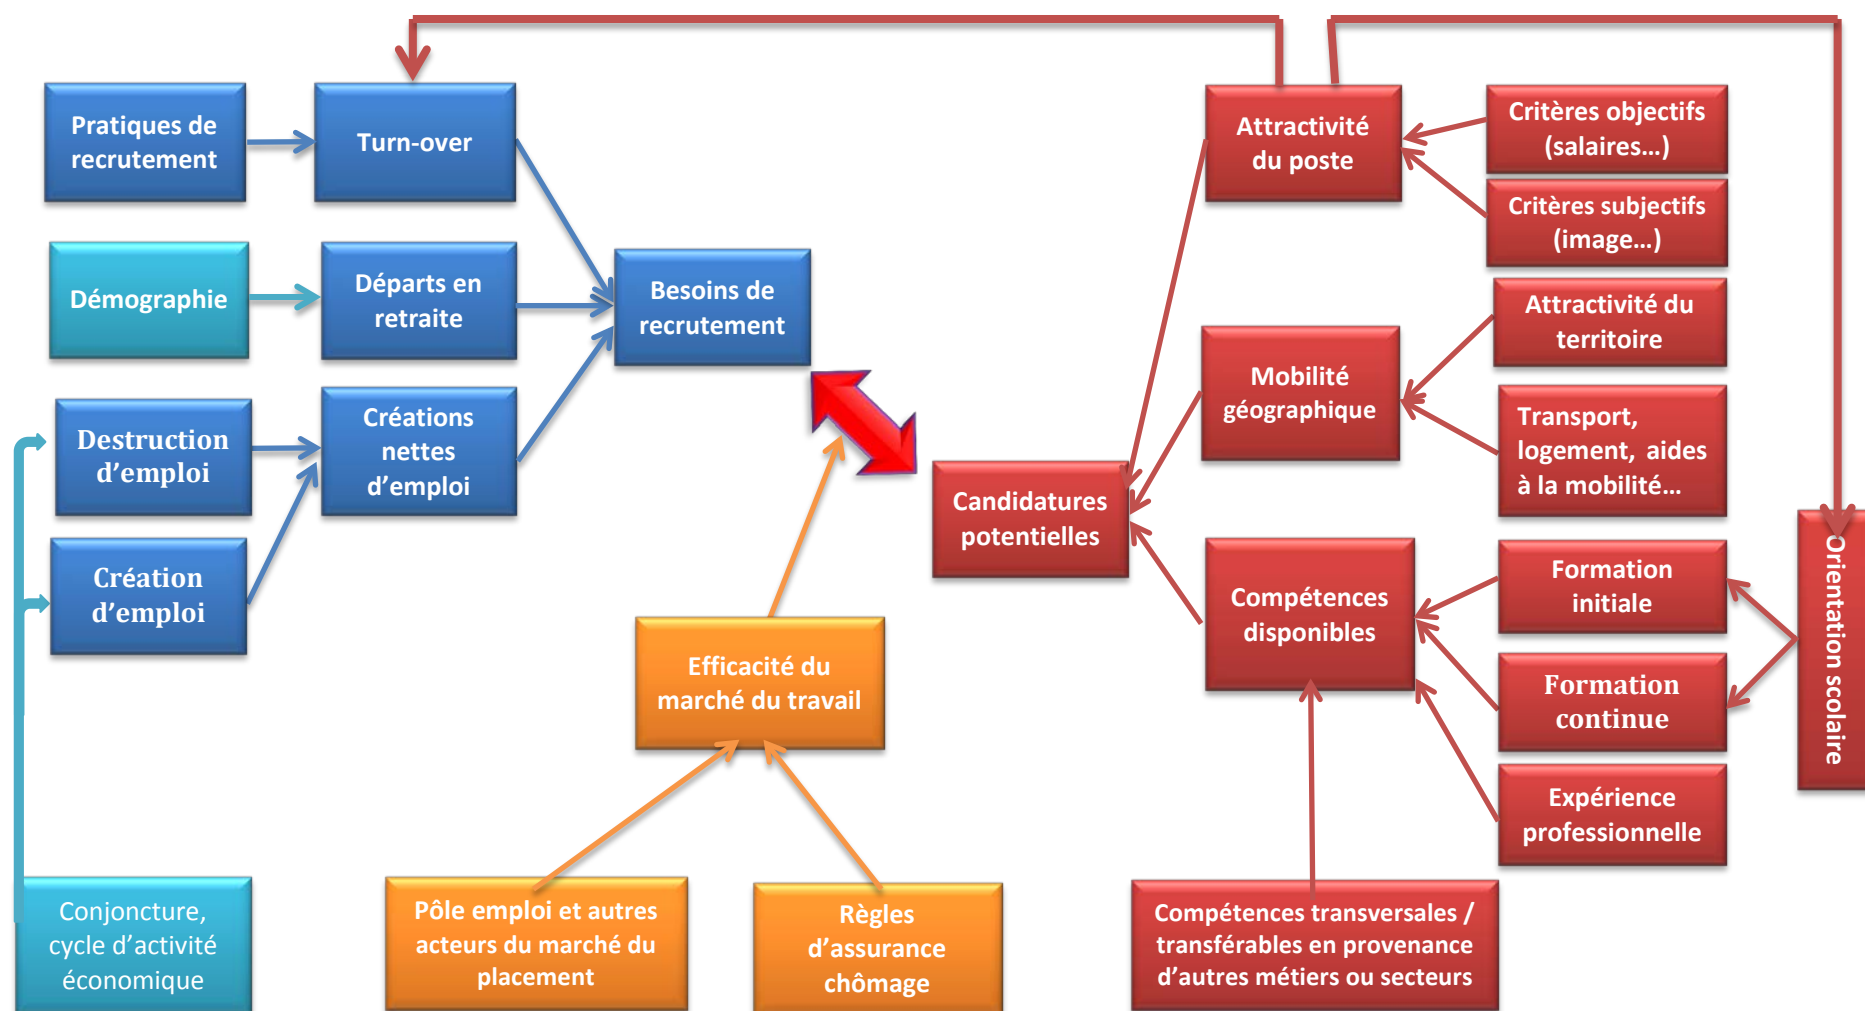 Pratiques de
recrutement
Turn-over
Attractivité
du poste
Critères objectifs
(salaires…)
Critères subjectifs
(image…)
Démographie
Départs en
retraite
Besoins de
recrutement
Attractivité du
territoire
Mobilité
géographique
Transport,
logement, aides
à la mobilité…
Destruction
d’emploi
Créations
nettes
d’emploi
Candidatures
potentielles
Création
d’emploi
Compétences
disponibles
Formation
initiale
Formation
continue
Expérience
professionnelle
Orientation scolaire
Efficacité du
marché du travail
Conjoncture,
cycle d’activité
économique
Pôle emploi et autres
acteurs du marché du
placement
Règles
d’assurance
chômage
Compétences transversales /
transférables en provenance
d’autres métiers ou secteurs